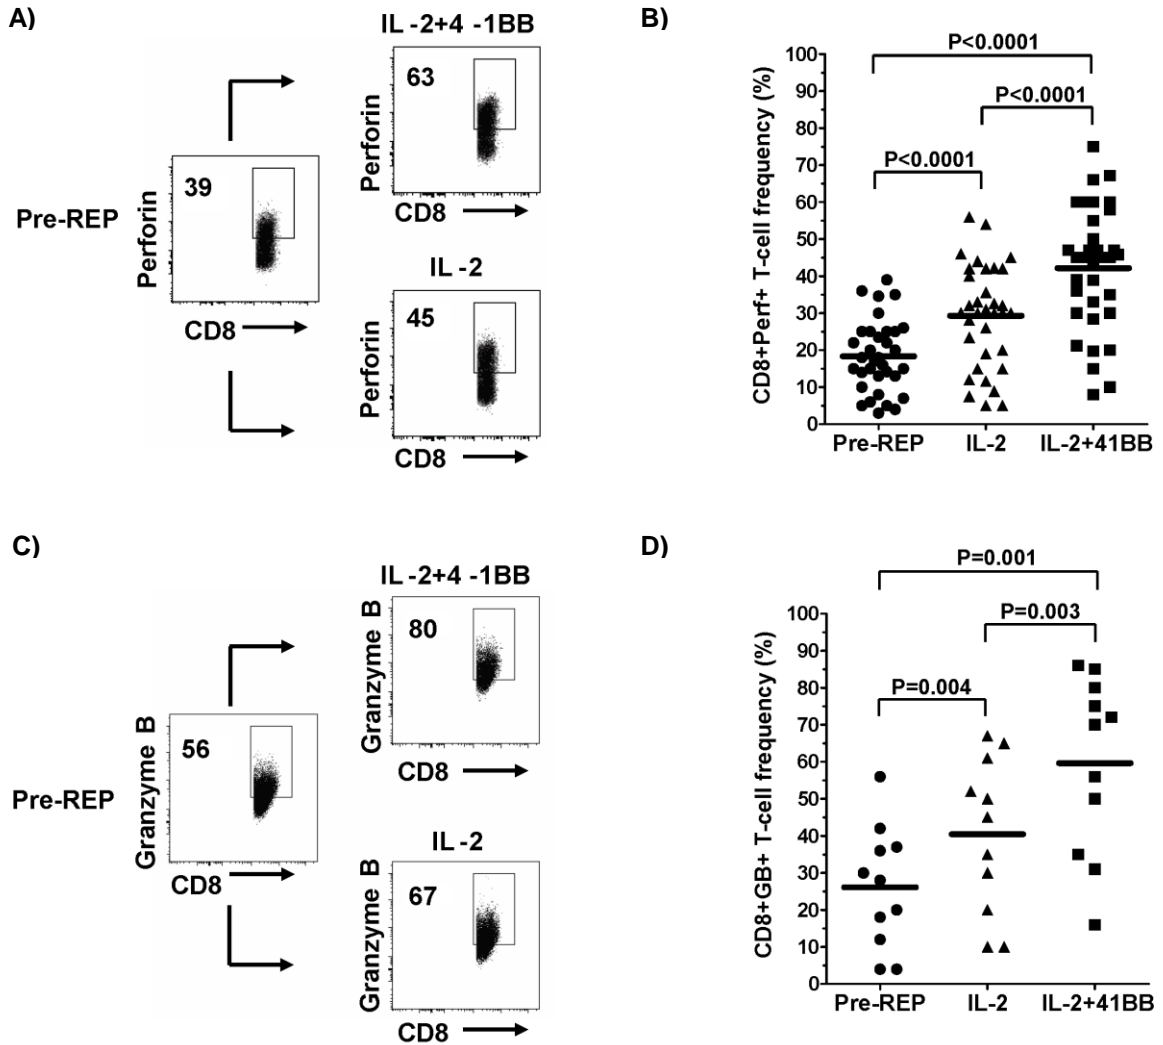 A)
IL -2+4 -1BB
63
Perforin
CD8
Pre-REP
39
Perforin
CD8
IL -2
45
Perforin
CD8
B)
P<0.0001
P<0.0001
P<0.0001
CD8+Perf+ T-cell frequency (%)
100
90
80
70
60
50
40
30
20
10
0
Pre-REP IL-2 IL-2+41BB
C)
IL -2+4 -1BB
80
Granzyme B
CD8
Pre-REP
56
Granzyme B
CD8
IL -2
67
Granzyme B
CD8
D)
P=0.001
P=0.003
P=0.004
CD8+GB+ T-cell frequency (%)
100
90
80
70
60
50
40
30
20
10
0
Pre-REP IL-2 IL-2+41BB